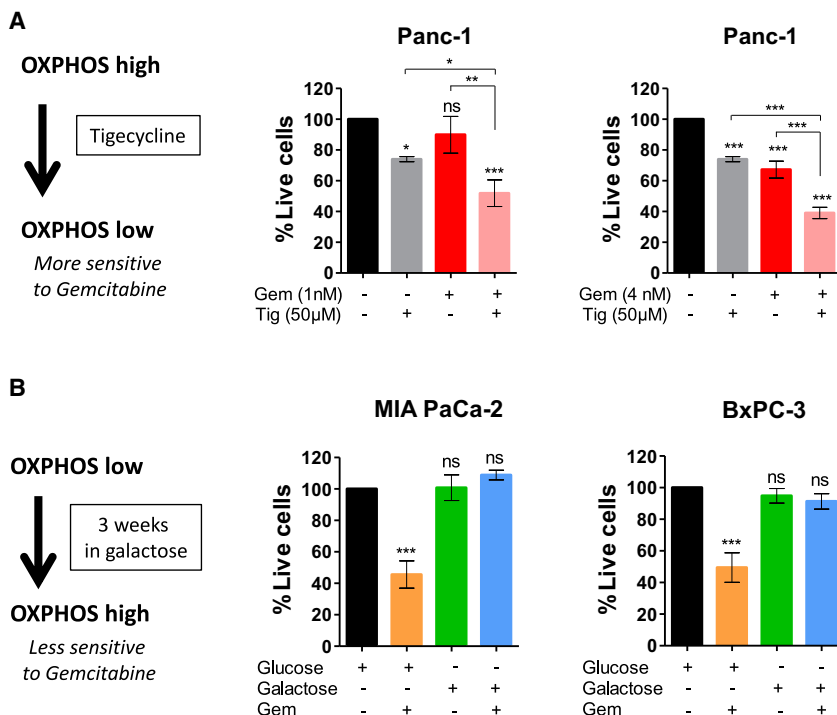 A
OXPHOS high
Tigecycline
OXPHOS low
More sensitive
to Gemcitabine
Panc-1
% Live cells
120
100
80
60
40
20
0
*
ns
***
*
**
Gem (1nM) - - + +
Tig (50µM) - + - +
Panc-1
% Live cells
120
100
80
60
40
20
0
***
***
***
***
***
Gem (4 nM) - - + +
Tig (50µM) - + - +
B
OXPHOS low
3 weeks
in galactose
OXPHOS high
Less sensitive
to Gemcitabine
MIA PaCa-2
% Live cells
120
100
80
60
40
20
0
***
ns
ns
Glucose + + - -
Galactose - - + +
Gem - + - +
BxPC-3
% Live cells
120
100
80
60
40
20
0
***
ns
ns
Glucose + + - -
Galactose - - + +
Gem - + - +